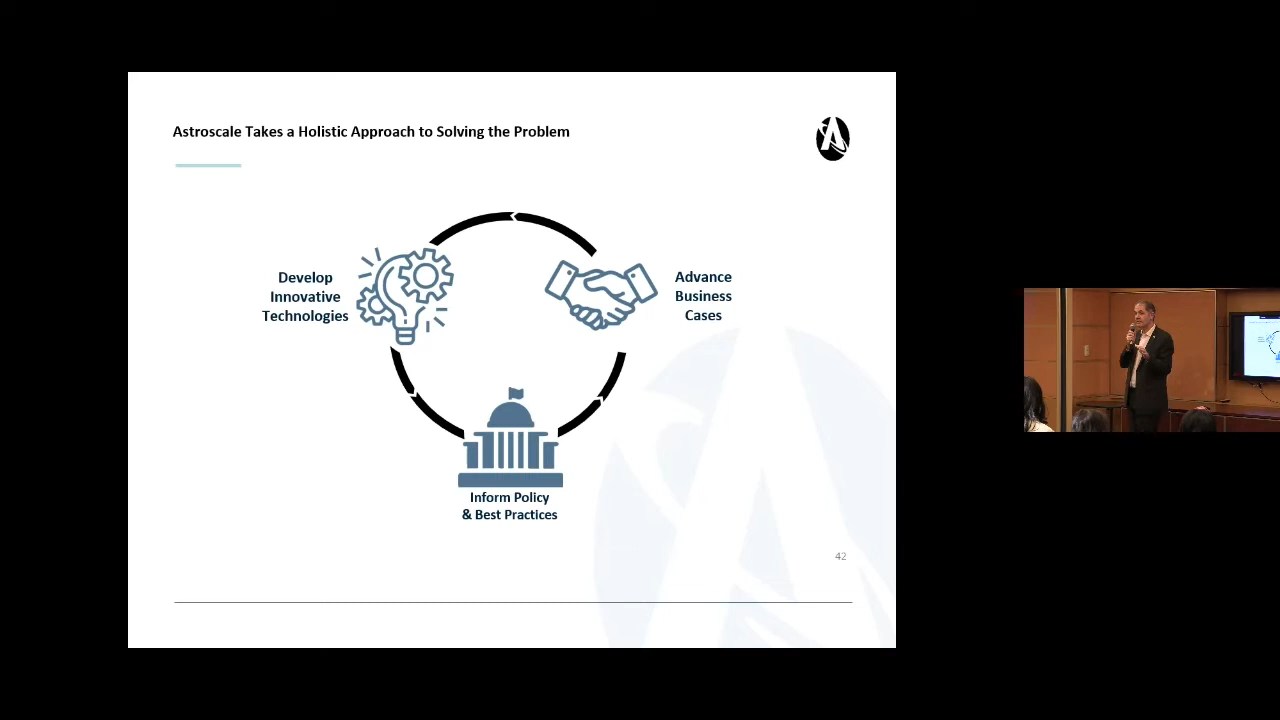 Astroscale Takes a Holistic Approach to Solving the Problem
Develop
Innovative
Technologies
Advance
Business
Cases
Inform Policy
& Best Practices
42